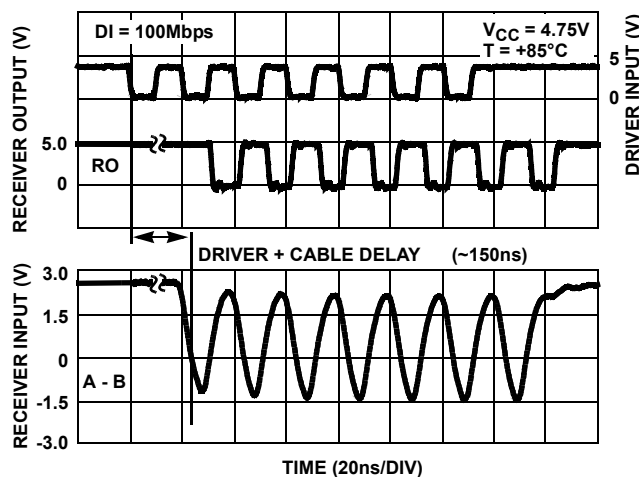 DI = 100Mbps
VCC = 4.75V
T = +85°C
5
0
DRIVER INPUT (V)
RECEIVER OUTPUT (V)
5.0
0
RO
DRIVER + CABLE DELAY (~150ns)
RECEIVER INPUT (V)
3.0
1.5
0
-1.5
-3.0
A - B
TIME (20ns/DIV)